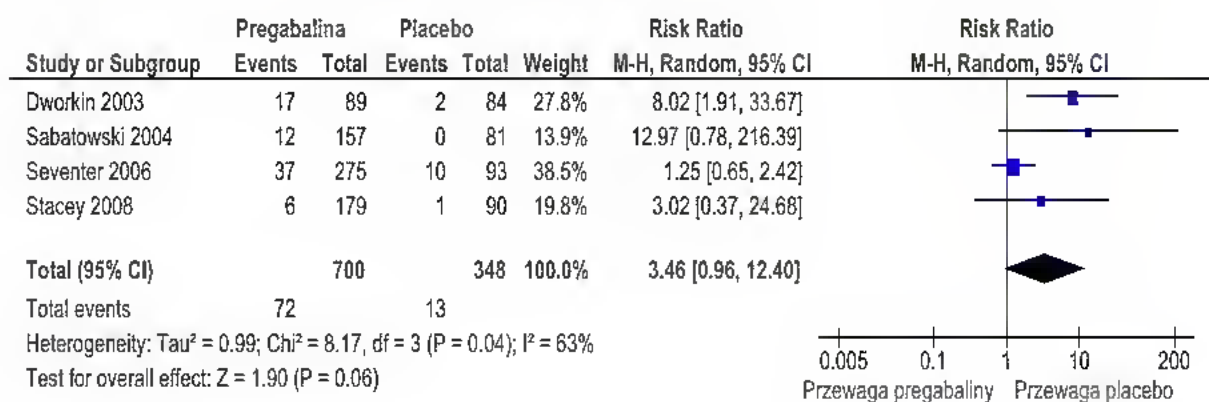 Pregabalina Placebo Risk Ratio Risk Ratio
Study or Subgroup Events Total Events Total Weight M-H, Random, 95% CI M-H, Random, 95% CI
Dworkin 2003 17 89 2 84 27.8% 8.02 [1.91, 33.67]
Sabatowski 2004 12 157 0 81 13.9% 12.97 [0.78, 216.39]
Seventer 2006 37 275 10 93 38.5% 1.25 [0.65, 2.42]
Stacey 2008 6 179 1 90 19.8% 3.02 [0.37, 24.68]
Total (95% CI) 700 348 100.0% 3.46 [0.96, 12.40]
Total events 72 13
Heterogeneity: Tau² = 0.99; Chi² = 8.17, df = 3 (P = 0.04); I² = 63%
Test for overall effect: Z = 1.90 (P = 0.06)
0.005 0.1 1 10 200
Przewaga pregabaliny Przewaga placebo